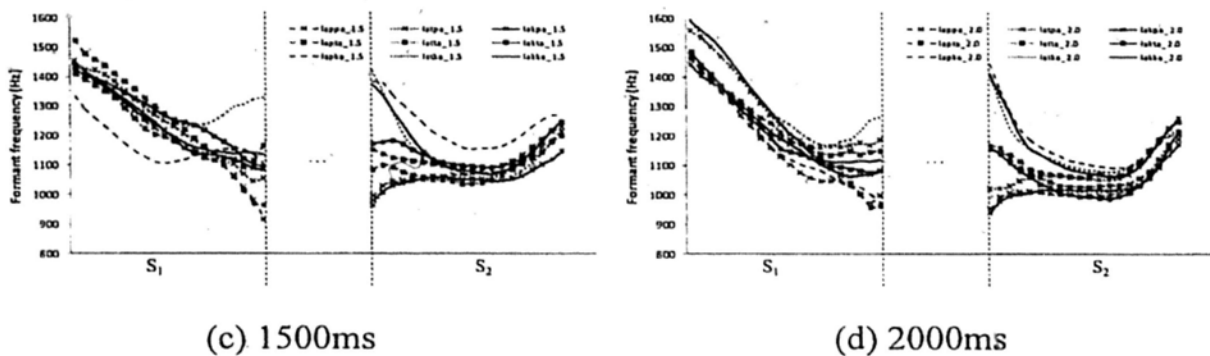 1600
1500
1400
1300
1200
1100
1000
900
800
Formant frequency [Hz]
lappa_1.5 latpa_1.5 lakpa_1.5
lapta_1.5 latta_1.5 lakta_1.5
lapka_1.5 latka_1.5 lakka_1.5
...
S₁
S₂
(c) 1500ms
1600
1500
1400
1300
1200
1100
1000
900
800
Formant frequency [Hz]
lappa_2.0 latpa_2.0 lakpa_2.0
lapta_2.0 latta_2.0 lakta_2.0
lapka_2.0 latka_2.0 lakka_2.0
...
S₁
S₂
(d) 2000ms